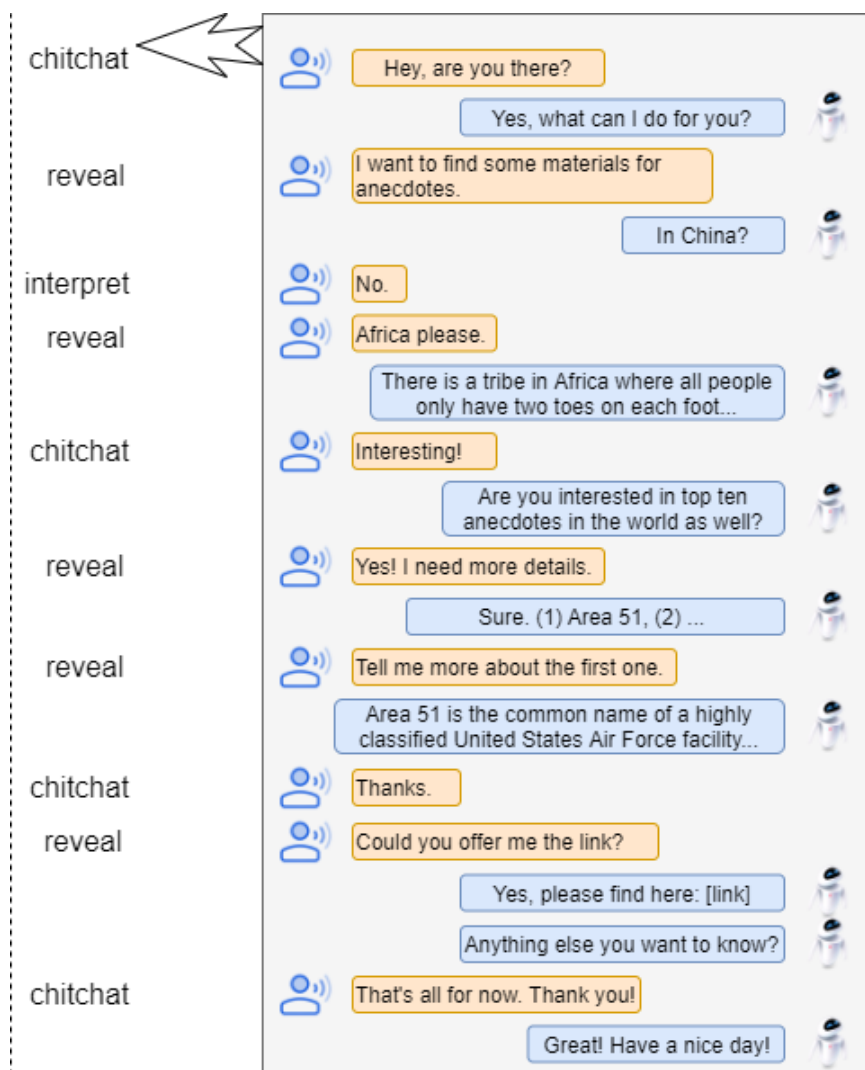 chitchat
Hey, are you there?
Yes, what can I do for you?
reveal
I want to find some materials for
anecdotes.
In China?
interpret
No.
reveal
Africa please.
There is a tribe in Africa where all people
only have two toes on each foot...
chitchat
Interesting!
Are you interested in top ten
anecdotes in the world as well?
reveal
Yes! I need more details.
Sure. (1) Area 51, (2) ...
reveal
Tell me more about the first one.
Area 51 is the common name of a highly
classified United States Air Force facility...
chitchat
Thanks.
reveal
Could you offer me the link?
Yes, please find here: [link]
Anything else you want to know?
chitchat
That's all for now. Thank you!
Great! Have a nice day!